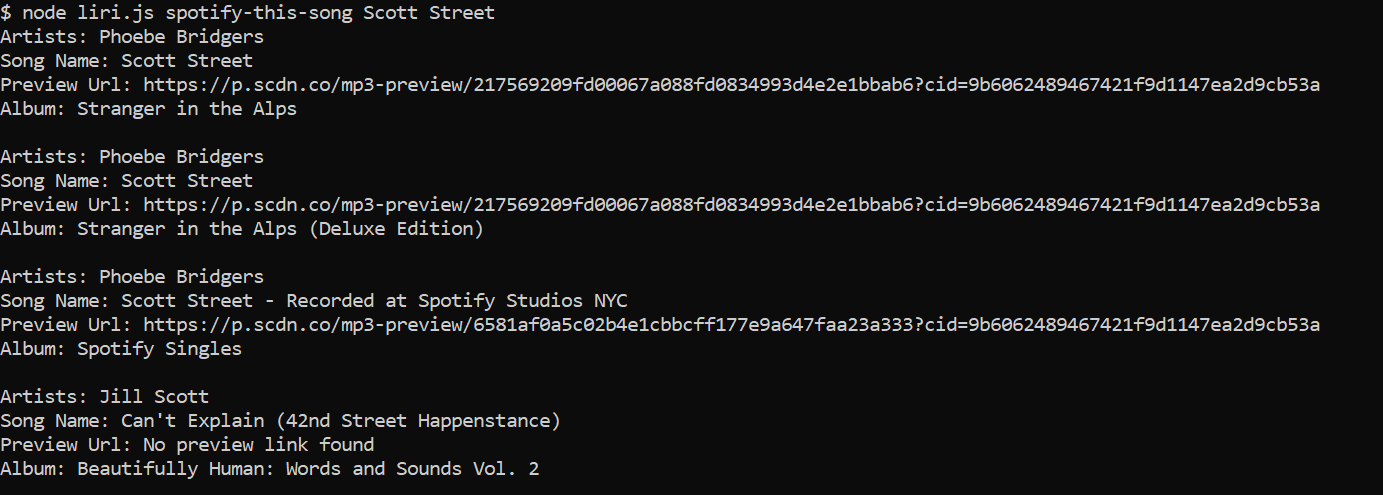 $ node liri.js spotify-this-song Scott Street
Artists: Phoebe Bridgers
Song Name: Scott Street
Preview Url: https://p.scdn.co/mp3-preview/217569209fd00067a088fd0834993d4e2e1bbab6?cid=9b6062489467421f9d1147ea2d9cb53a
Album: Stranger in the Alps
Artists: Phoebe Bridgers
Song Name: Scott Street
Preview Url: https://p.scdn.co/mp3-preview/217569209fd00067a088fd0834993d4e2e1bbab6?cid=9b6062489467421f9d1147ea2d9cb53a
Album: Stranger in the Alps (Deluxe Edition)
Artists: Phoebe Bridgers
Song Name: Scott Street - Recorded at Spotify Studios NYC
Preview Url: https://p.scdn.co/mp3-preview/6581af0a5c02b4e1cbbcff177e9a647faa23a333?cid=9b6062489467421f9d1147ea2d9cb53a
Album: Spotify Singles
Artists: Jill Scott
Song Name: Can't Explain (42nd Street Happenstance)
Preview Url: No preview link found
Album: Beautifully Human: Words and Sounds Vol. 2